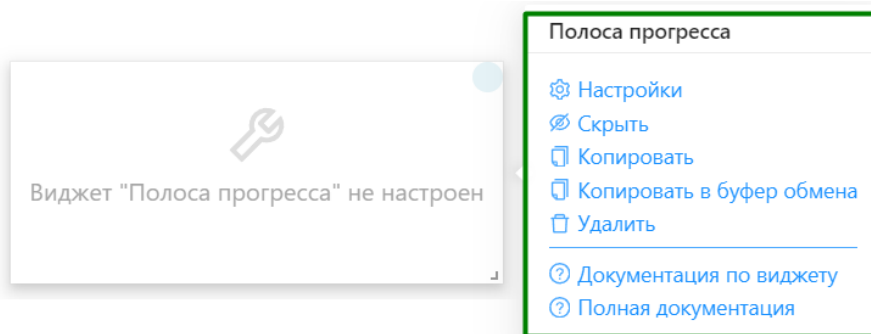 Полоса прогресса
Настройки
Скрыть
Копировать
Виджет "Полоса прогресса" не настроен
Копировать в буфер обмена
Удалить
Документация по виджету
Полная документация